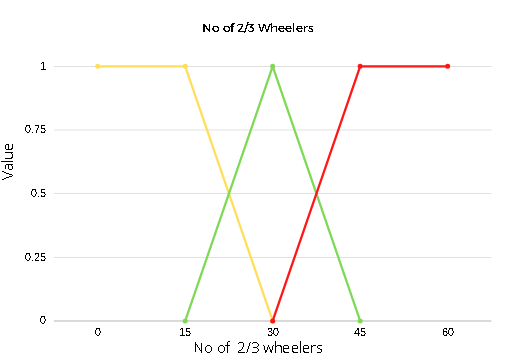 No of 2/3 Wheelers
1
0.75
0.5
0.25
0
Value
0 15 30 45 60
No of 2/3 wheelers